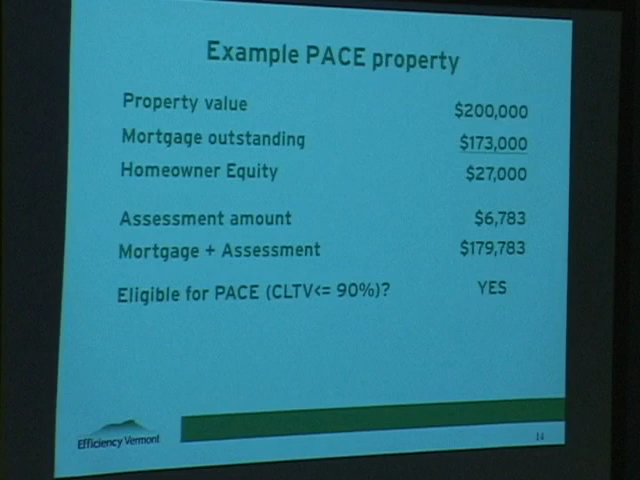 Example PACE property
Property value $200,000
Mortgage outstanding $173,000
Homeowner Equity $27,000
Assessment amount $6,783
Mortgage + Assessment $179,783
Eligible for PACE (CLTV<= 90%)? YES
Efficiency Vermont
14